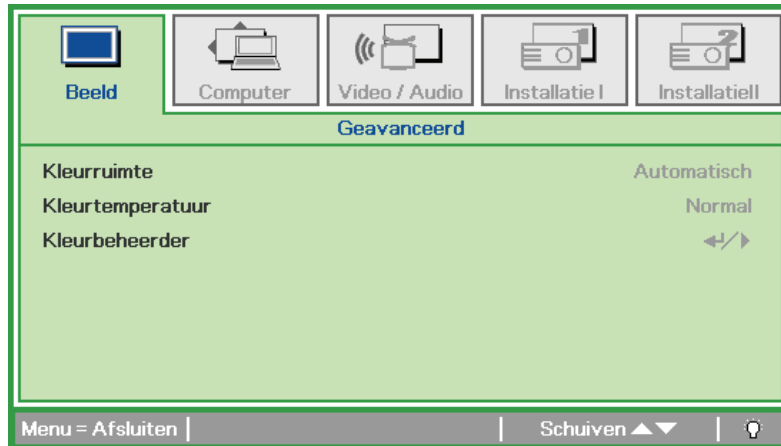 Beeld
Computer
Video / Audio
Installatie I
InstallatieII
Geavanceerd
Kleurruimte Automatisch
Kleurtemperatuur Normal
Kleurbeheerder
Menu = Afsluiten | | Schuiven ▲▼ |